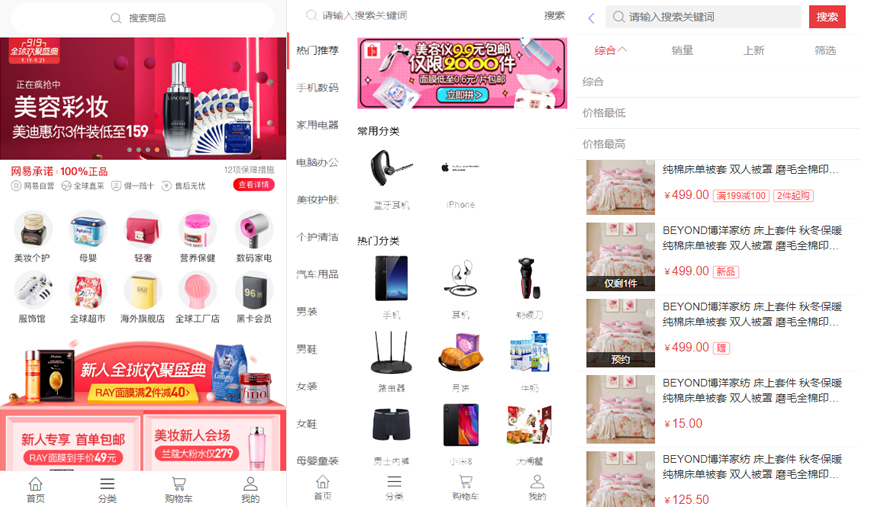 搜索商品
919
全球欢聚盛典
9.19-9.21
正在疯抢中
美容彩妆
美迪惠尔3件装低至159
网易承诺 100%正品
12项保障措施
网易自营 全球直采 假一赔十 售后无忧
查看详情
美妆个护 母婴 轻奢 营养保健 数码家电
96折
服饰馆 全球超市 海外旗舰店 全球工厂店 黑卡会员
新人全球欢聚盛典
RAY面膜满2件减40>
新人专享 首单包邮
RAY面膜到手价49元
美妆新人会场
兰蔻大粉水仅279
首页 分类 购物车 我的
请输入搜索关键词 搜索
热门推荐
手机数码
家用电器
电脑办公
美妆护肤
个护清洁
汽车用品
男装
男鞋
女装
女鞋
母婴童装
美容仪9.9元包邮
仅限2000件
面膜低至0.6元/片包邮
立即拼>
常用分类
蓝牙耳机 iPhone
热门分类
手机 耳机 剃须刀
路由器 月饼 牛奶
男士内裤 小米8 大闸蟹
首页 分类 购物车 我的
请输入搜索关键词 搜索
综合 销量 上新 筛选
综合
价格最低
价格最高
纯棉床单被套 双人被罩 磨毛全棉印...
¥499.00 满199减100 2件起购
BEYOND博洋家纺 床上套件 秋冬保暖
纯棉床单被套 双人被罩 磨毛全棉印...
¥499.00 新品
仅剩1件
BEYOND博洋家纺 床上套件 秋冬保暖
纯棉床单被套 双人被罩 磨毛全棉印...
¥499.00 赠
预约
BEYOND博洋家纺 床上套件 秋冬保暖
纯棉床单被套 双人被罩 磨毛全棉印...
¥15.00
BEYOND博洋家纺 床上套件 秋冬保暖
纯棉床单被套 双人被罩 磨毛全棉印...
¥125.50